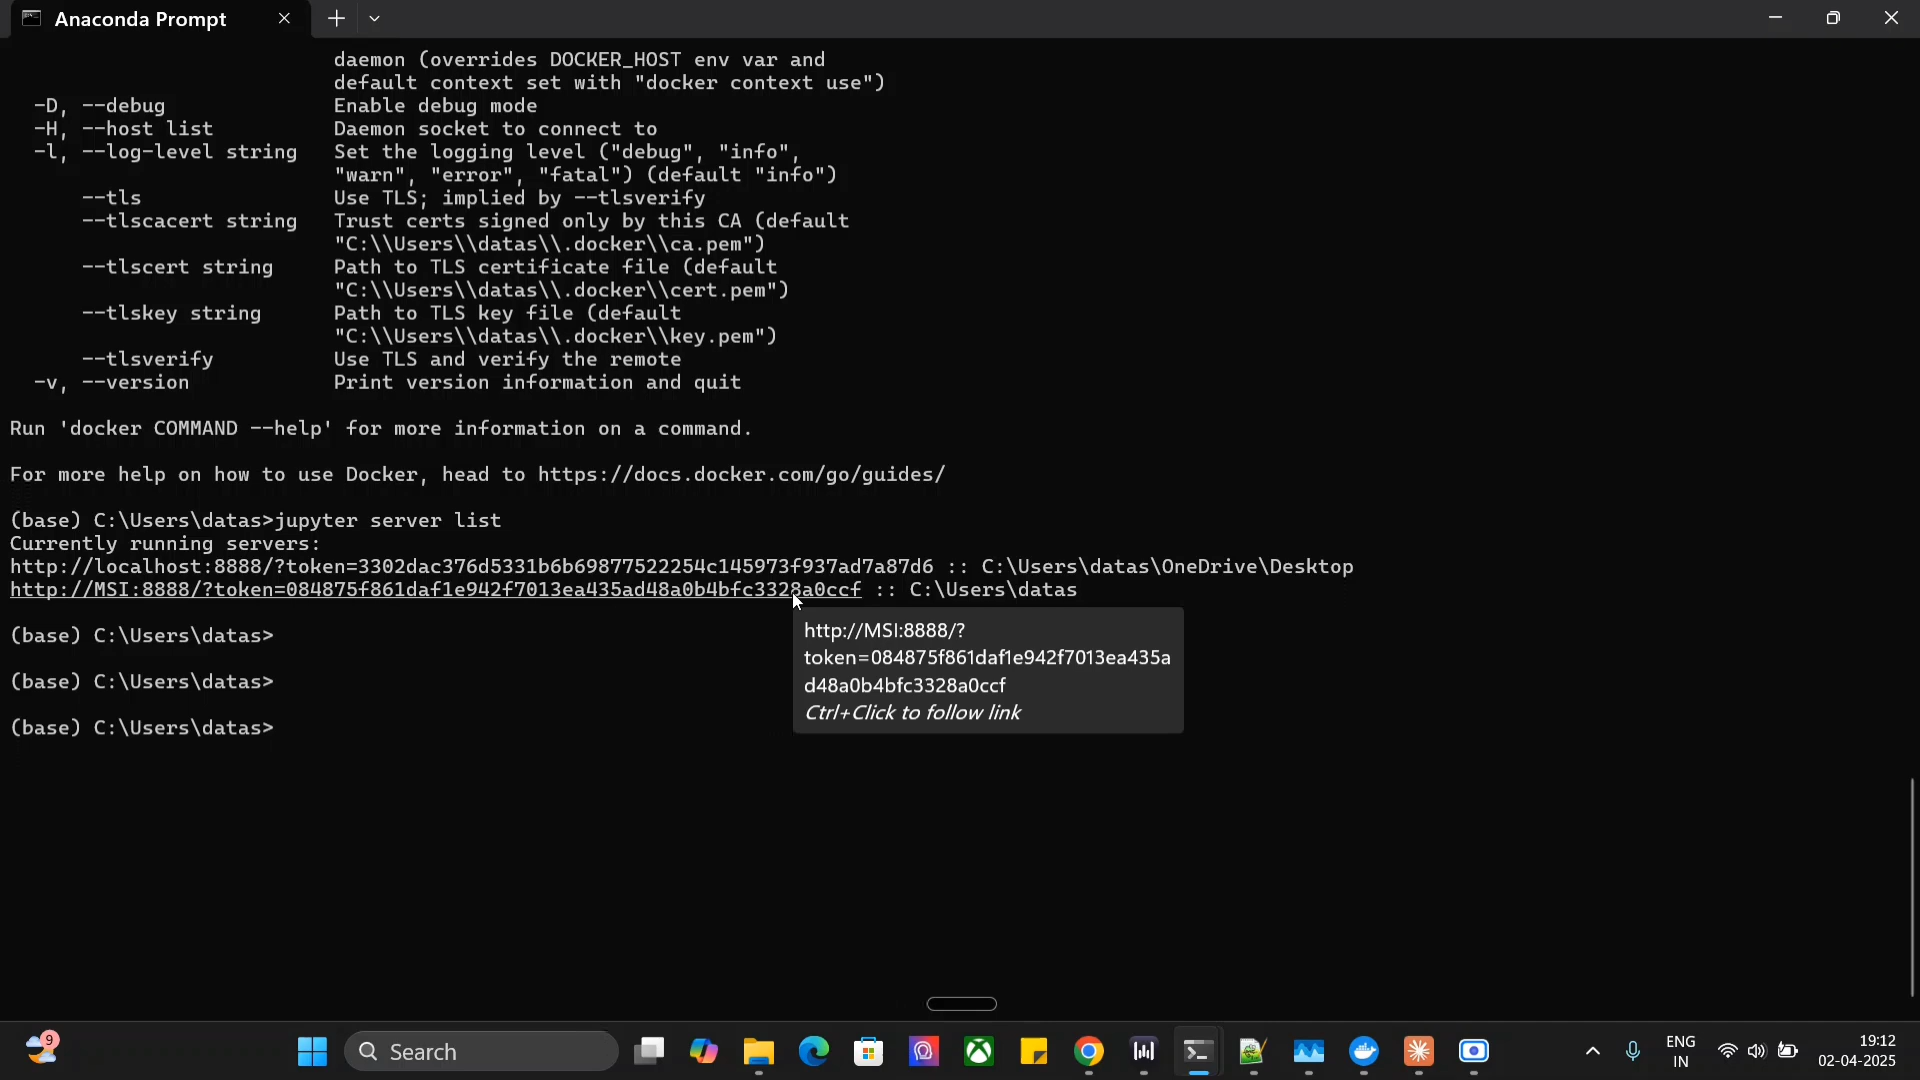 Anaconda Prompt
daemon (overrides DOCKER_HOST env var and
default context set with "docker context use")
-D, --debug Enable debug mode
-H, --host list Daemon socket to connect to
-l, --log-level string Set the logging level ("debug", "info",
"warn", "error", "fatal") (default "info")
--tls Use TLS; implied by --tlsverify
--tlscacert string Trust certs signed only by this CA (default
"C:\\Users\\datas\\.docker\\ca.pem")
--tlscert string Path to TLS certificate file (default
"C:\\Users\\datas\\.docker\\cert.pem")
--tlskey string Path to TLS key file (default
"C:\\Users\\datas\\.docker\\key.pem")
--tlsverify Use TLS and verify the remote
-v, --version Print version information and quit
Run 'docker COMMAND --help' for more information on a command.
For more help on how to use Docker, head to https://docs.docker.com/go/guides/
(base) C:\Users\datas>jupyter server list
Currently running servers:
http://localhost:8888/?token=3302dac376d5331b6b69877522254c145973f937ad7a87d6 :: C:\Users\datas\OneDrive\Desktop
http://MSI:8888/?token=084875f861daf1e942f7013ea435ad48a0b4bfc3328a0ccf :: C:\Users\datas
(base) C:\Users\datas>
(base) C:\Users\datas>
(base) C:\Users\datas>
http://MSI:8888/?
token=084875f861daf1e942f7013ea435a
d48a0b4bfc3328a0ccf
Ctrl+Click to follow link
9
Search
ENG
IN
19:12
02-04-2025